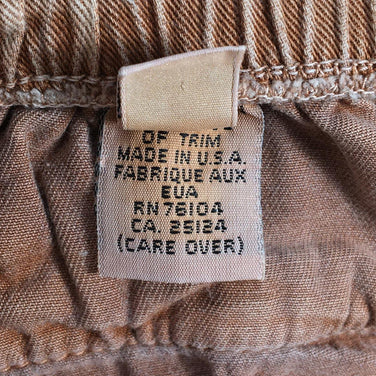 OF TRIM
MADE IN U.S.A.
FABRIQUE AUX
EUA
RN 76104
CA. 25124
(CARE OVER)